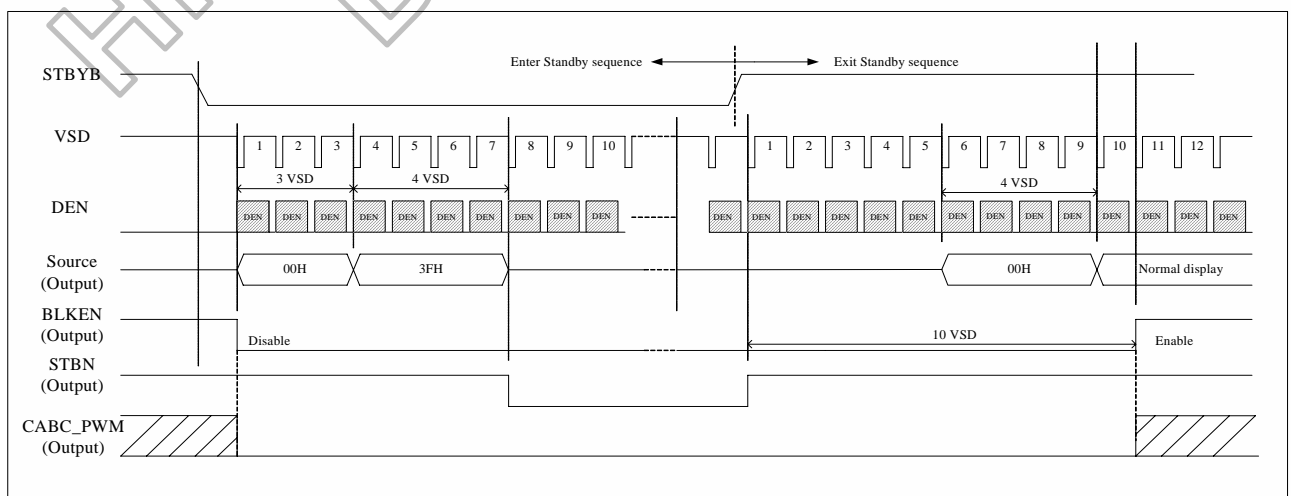 Enter Standby sequence Exit Standby sequence
STBYB
VSD 1 2 3 4 5 6 7 8 9 10 1 2 3 4 5 6 7 8 9 10 11 12
3 VSD 4 VSD 4 VSD
DEN DEN DEN DEN DEN DEN DEN DEN DEN DEN DEN DEN DEN DEN DEN DEN DEN DEN DEN DEN DEN DEN DEN DEN DEN
Source
(Output) 00H 3FH 00H Normal display
BLKEN
(Output) Disable 10 VSD Enable
STBN
(Output)
CABC_PWM
(Output)